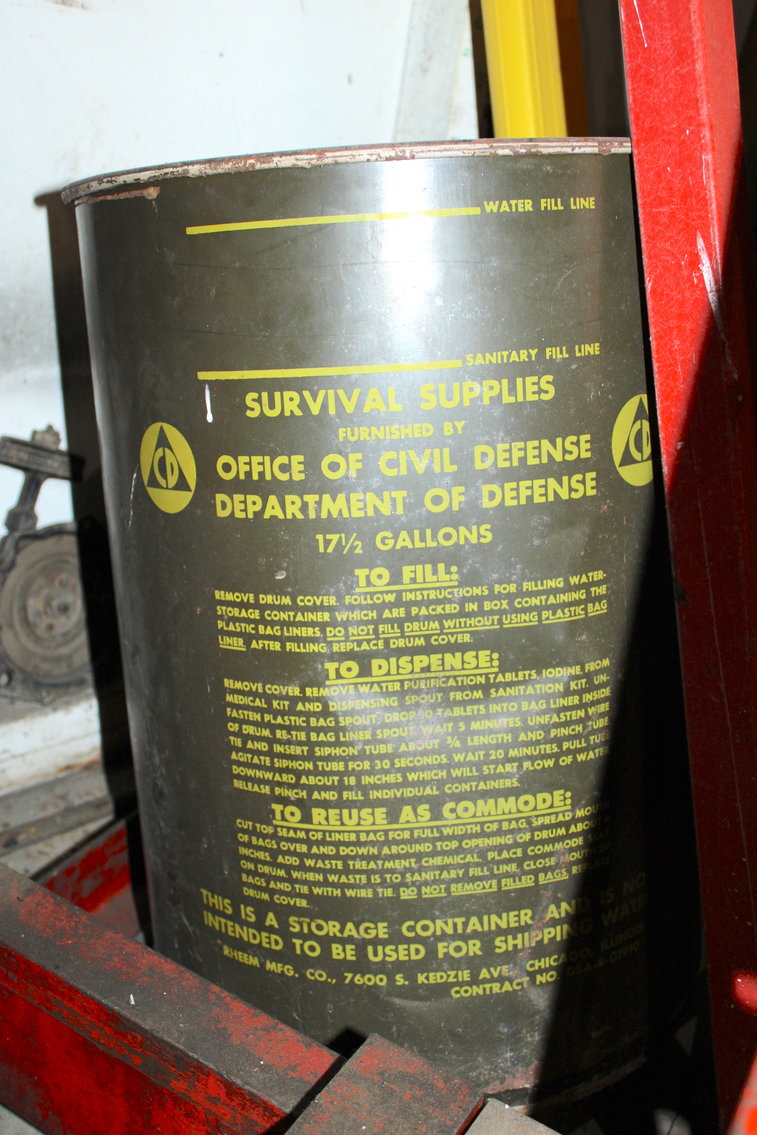 WATER FILL LINE
SANITARY FILL LINE
SURVIVAL SUPPLIES
FURNISHED BY
CD
OFFICE OF CIVIL DEFENSE
CD
DEPARTMENT OF DEFENSE
17½ GALLONS
TO FILL:
REMOVE DRUM COVER. FOLLOW INSTRUCTIONS FOR FILLING WATER-
STORAGE CONTAINER WHICH ARE PACKED IN BOX CONTAINING THE
PLASTIC BAG LINERS. DO NOT FILL DRUM WITHOUT USING PLASTIC BAG
LINER. AFTER FILLING REPLACE DRUM COVER.
TO DISPENSE:
REMOVE COVER. REMOVE WATER PURIFICATION TABLETS, IODINE, FROM
MEDICAL KIT AND DISPENSING SPOUT FROM SANITATION KIT. UN-
FASTEN PLASTIC BAG SPOUT. DROP 10 TABLETS INTO BAG LINER INSIDE
OF DRUM. RE-TIE BAG LINER SPOUT. WAIT 5 MINUTES. UNFASTEN WIRE
TIE AND INSERT SIPHON TUBE ABOUT ¾ LENGTH AND PINCH TUBE
AGITATE SIPHON TUBE FOR 30 SECONDS. WAIT 20 MINUTES. PULL TUBE
DOWNWARD ABOUT 18 INCHES WHICH WILL START FLOW OF WATER
RELEASE PINCH AND FILL INDIVIDUAL CONTAINERS.
TO REUSE AS COMMODE:
CUT TOP SEAM OF LINER BAG FOR FULL WIDTH OF BAG. SPREAD MOUTH
OF BAGS OVER AND DOWN AROUND TOP OPENING OF DRUM ABOUT
INCHES. ADD WASTE TREATMENT CHEMICAL. PLACE COMMODE
ON DRUM. WHEN WASTE IS TO SANITARY FILL LINE, CLOSE
BAGS AND TIE WITH WIRE TIE. DO NOT REMOVE FILLED BAGS.
DRUM COVER.
THIS IS A STORAGE CONTAINER AND IS NO
INTENDED TO BE USED FOR SHIPPING WATE
RHEEM MFG. CO., 7600 S. KEDZIE AVE., CHICAGO, ILLINOIS
CONTRACT NO.